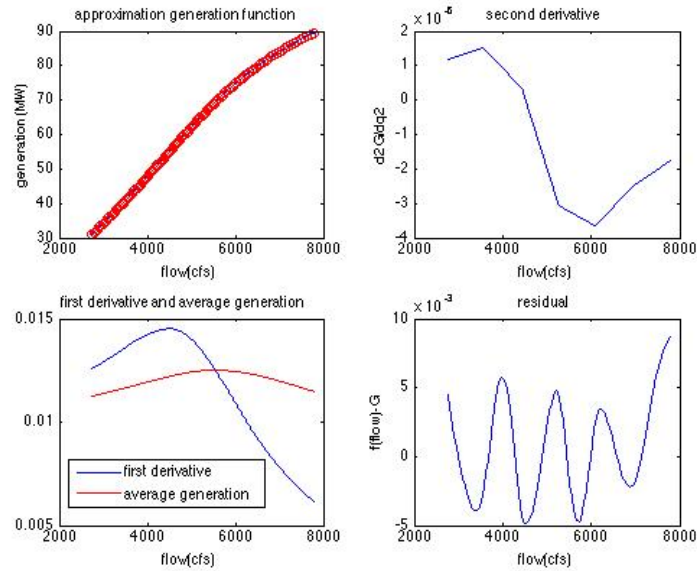 approximation generation function
90
80
70
60
50
40
30
generation (MW)
2000 4000 6000 8000
flow(cfs)
second derivative
2 × 10⁻⁶
1
0
-1
-2
-3
-4
d2G/dq2
2000 4000 6000 8000
flow(cfs)
first derivative and average generation
0.015
0.01
0.005
first derivative
average generation
2000 4000 6000 8000
flow(cfs)
residual
10 × 10⁻³
5
0
-5
f(flow)-G
2000 4000 6000 8000
flow(cfs)